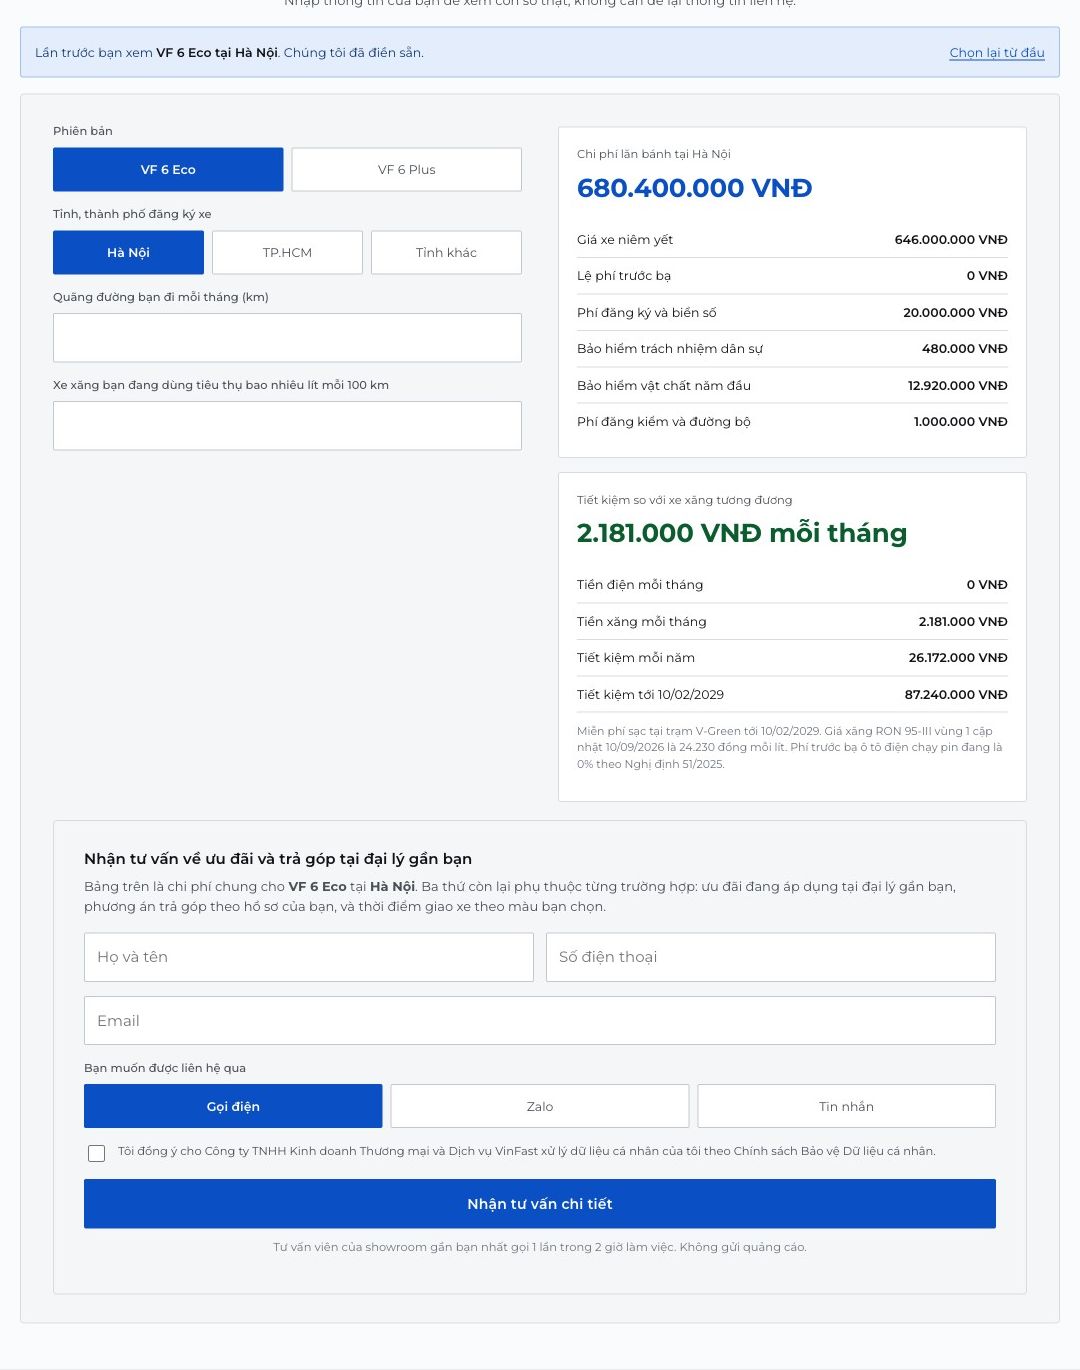 Nhập thông tin của bạn để xem con số thật, không cần để lại thông tin liên hệ.
Lần trước bạn xem VF 6 Eco tại Hà Nội. Chúng tôi đã điền sẵn.
Chọn lại từ đầu
Phiên bản
VF 6 Eco
VF 6 Plus
Tỉnh, thành phố đăng ký xe
Hà Nội
TP.HCM
Tỉnh khác
Quãng đường bạn đi mỗi tháng (km)
Xe xăng bạn đang dùng tiêu thụ bao nhiêu lít mỗi 100 km
Chi phí lăn bánh tại Hà Nội
680.400.000 VNĐ
Giá xe niêm yết 646.000.000 VNĐ
Lệ phí trước bạ 0 VNĐ
Phí đăng ký và biển số 20.000.000 VNĐ
Bảo hiểm trách nhiệm dân sự 480.000 VNĐ
Bảo hiểm vật chất năm đầu 12.920.000 VNĐ
Phí đăng kiểm và đường bộ 1.000.000 VNĐ
Tiết kiệm so với xe xăng tương đương
2.181.000 VNĐ mỗi tháng
Tiền điện mỗi tháng 0 VNĐ
Tiền xăng mỗi tháng 2.181.000 VNĐ
Tiết kiệm mỗi năm 26.172.000 VNĐ
Tiết kiệm tới 10/02/2029 87.240.000 VNĐ
Miễn phí sạc tại trạm V-Green tới 10/02/2029. Giá xăng RON 95-III vùng 1 cập
nhật 10/09/2026 là 24.230 đồng mỗi lít. Phí trước bạ ô tô điện chạy pin đang là
0% theo Nghị định 51/2025.
Nhận tư vấn về ưu đãi và trả góp tại đại lý gần bạn
Bảng trên là chi phí chung cho VF 6 Eco tại Hà Nội. Ba thứ còn lại phụ thuộc từng trường hợp: ưu đãi đang áp dụng tại đại lý gần bạn,
phương án trả góp theo hồ sơ của bạn, và thời điểm giao xe theo màu bạn chọn.
Họ và tên
Số điện thoại
Email
Bạn muốn được liên hệ qua
Gọi điện
Zalo
Tin nhắn
Tôi đồng ý cho Công ty TNHH Kinh doanh Thương mại và Dịch vụ VinFast xử lý dữ liệu cá nhân của tôi theo Chính sách Bảo vệ Dữ liệu cá nhân.
Nhận tư vấn chi tiết
Tư vấn viên của showroom gần bạn nhất gọi 1 lần trong 2 giờ làm việc. Không gửi quảng cáo.